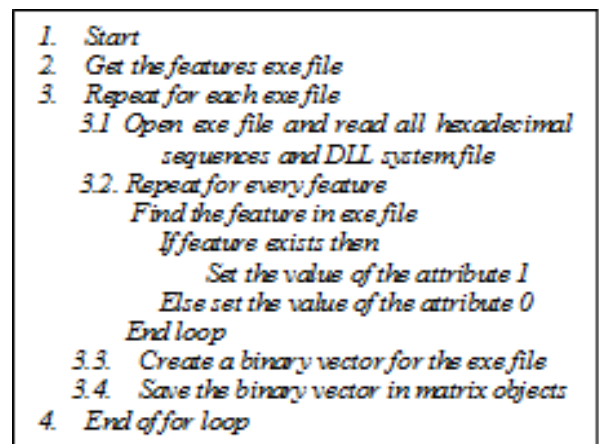 1. Start
2. Get the features exe file
3. Repeat for each exe file
3.1 Open exe file and read all hexadecimal
sequences and DLL system file
3.2. Repeat for every feature
Find the feature in exe file
If feature exists then
Set the value of the attribute 1
Else set the value of the attribute 0
End loop
3.3. Create a binary vector for the exe file
3.4. Save the binary vector in matrix objects
4. End of for loop